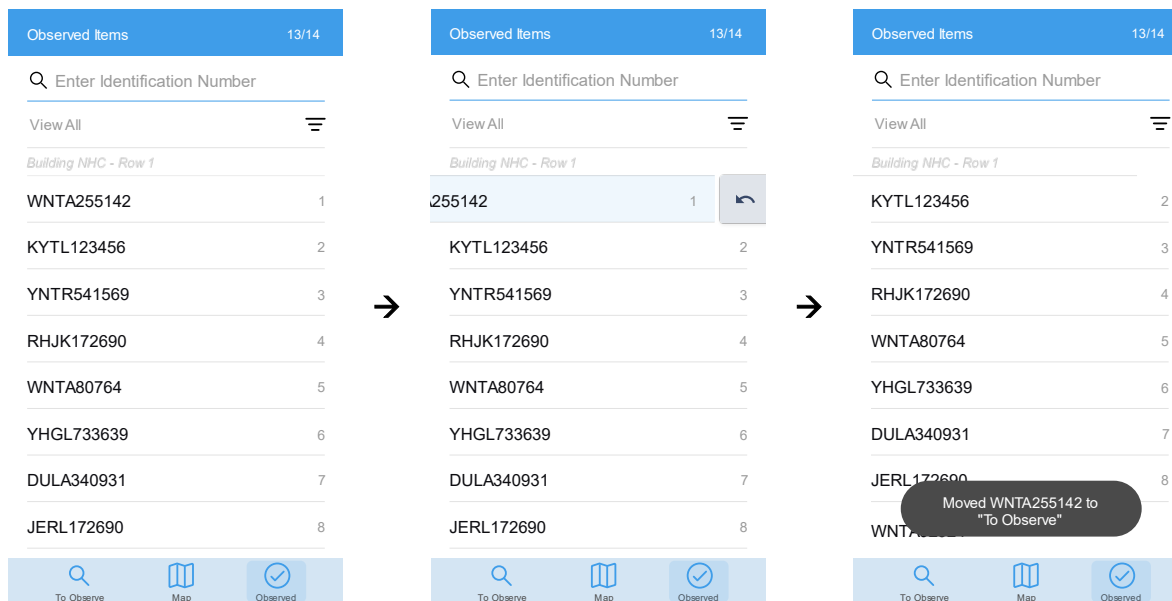 Observed Items 13/14
Enter Identification Number
View All
Building NHC - Row 1
WNTA255142 1
KYTL123456 2
YNTR541569 3
RHJK172690 4
WNTA80764 5
YHGL733639 6
DULA340931 7
JERL172690 8
To Observe Map Observed
Observed Items 13/14
Enter Identification Number
View All
Building NHC - Row 1
255142 1
KYTL123456 2
YNTR541569 3
RHJK172690 4
WNTA80764 5
YHGL733639 6
DULA340931 7
JERL172690 8
To Observe Map Observed
Observed Items 13/14
Enter Identification Number
View All
Building NHC - Row 1
KYTL123456 2
YNTR541569 3
RHJK172690 4
WNTA80764 5
YHGL733639 6
DULA340931 7
JERL172690 8
Moved WNTA255142 to
"To Observe"
To Observe Map Observed